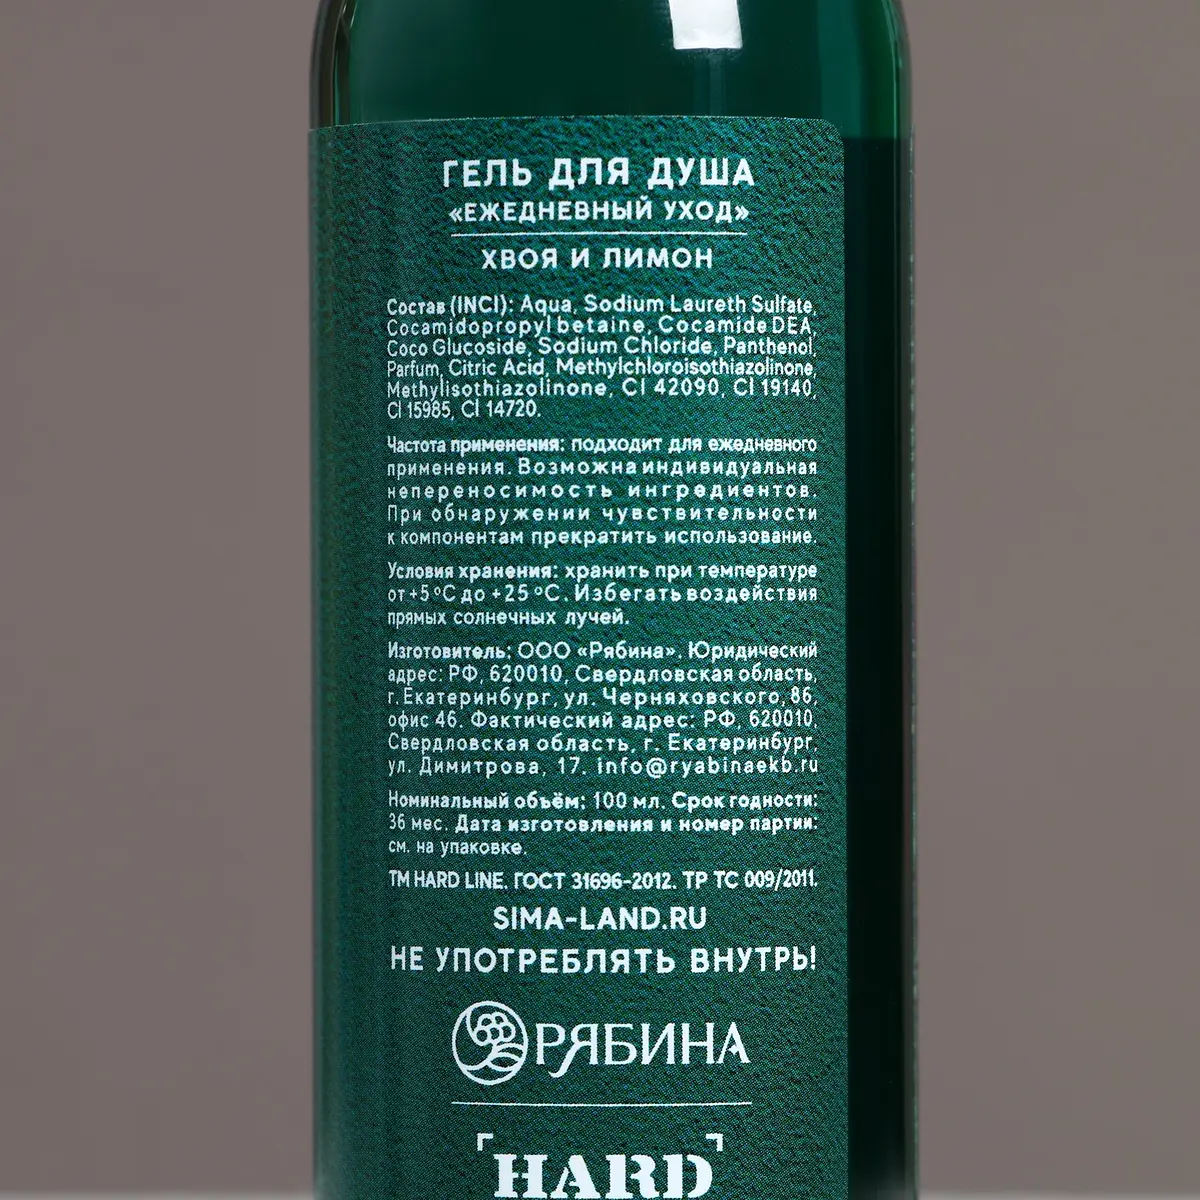 ГЕЛЬ ДЛЯ ДУША
«ЕЖЕДНЕВНЫЙ УХОД»
ХВОЯ И ЛИМОН
Состав (INCI): Aqua, Sodium Laureth Sulfate,
Cocamidopropyl betaine, Cocamide DEA,
Coco Glucoside, Sodium Chloride, Panthenol,
Parfum, Citric Acid, Methylchloroisothiazolinone,
Methylisothiazolinone, CI 42090, CI 19140,
CI 15985, CI 14720.
Частота применения: подходит для ежедневного
применения. Возможна индивидуальная
непереносимость ингредиентов.
При обнаружении чувствительности
к компонентам прекратить использование.
Условия хранения: хранить при температуре
от +5 °C до +25 °C. Избегать воздействия
прямых солнечных лучей.
Изготовитель: ООО «Рябина». Юридический
адрес: РФ, 620010, Свердловская область,
г. Екатеринбург, ул. Черняховского, 86,
офис 46. Фактический адрес: РФ, 620010,
Свердловская область, г. Екатеринбург,
ул. Димитрова, 17. info@ryabinaekb.ru
Номинальный объём: 100 мл. Срок годности:
36 мес. Дата изготовления и номер партии:
см. на упаковке.
TM HARD LINE. ГОСТ 31696-2012. ТР ТС 009/2011.
SIMA-LAND.RU
НЕ УПОТРЕБЛЯТЬ ВНУТРЬ!
РЯБИНА
HARD